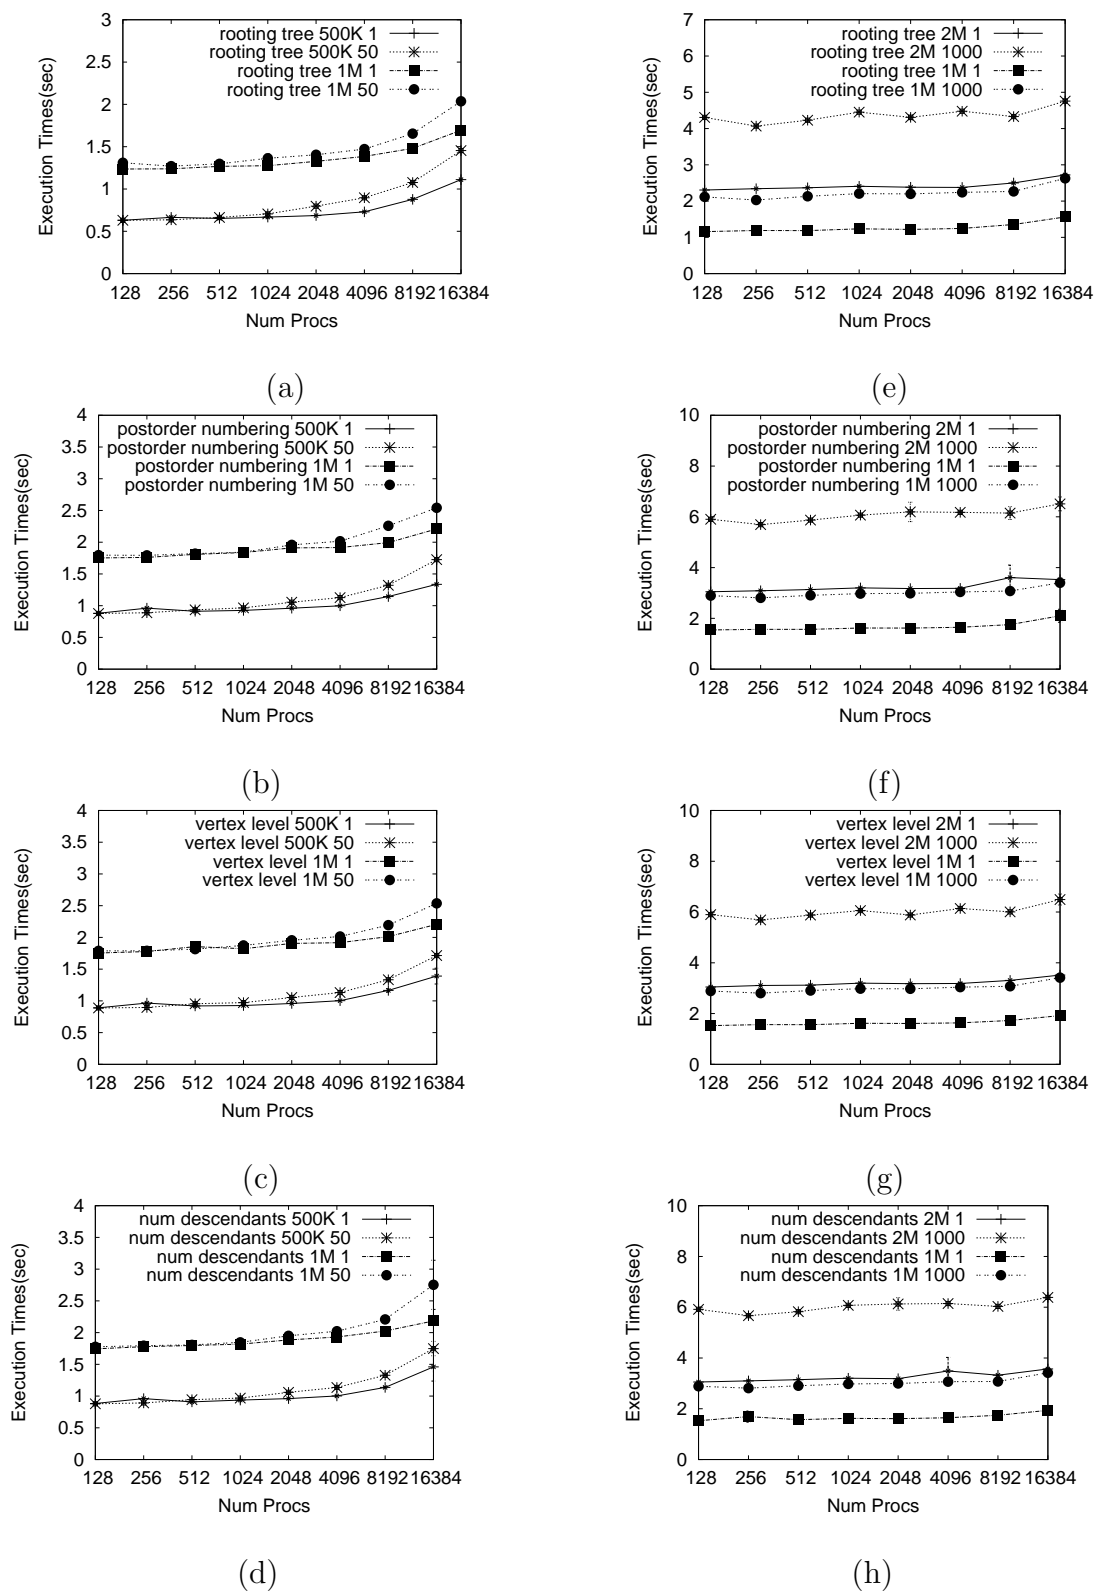 3
2.5
2
1.5
1
0.5
0
Execution Times(sec)
rooting tree 500K 1
rooting tree 500K 50
rooting tree 1M 1
rooting tree 1M 50
128 256 512 1024 2048 4096 8192 16384
Num Procs
(a)
7
6
5
4
3
2
1
0
Execution Times(sec)
rooting tree 2M 1
rooting tree 2M 1000
rooting tree 1M 1
rooting tree 1M 1000
128 256 512 1024 2048 4096 8192 16384
Num Procs
(e)
4
3.5
3
2.5
2
1.5
1
0.5
0
Execution Times(sec)
postorder numbering 500K 1
postorder numbering 500K 50
postorder numbering 1M 1
postorder numbering 1M 50
128 256 512 1024 2048 4096 8192 16384
Num Procs
(b)
10
8
6
4
2
0
Execution Times(sec)
postorder numbering 2M 1
postorder numbering 2M 1000
postorder numbering 1M 1
postorder numbering 1M 1000
128 256 512 1024 2048 4096 8192 16384
Num Procs
(f)
4
3.5
3
2.5
2
1.5
1
0.5
0
Execution Times(sec)
vertex level 500K 1
vertex level 500K 50
vertex level 1M 1
vertex level 1M 50
128 256 512 1024 2048 4096 8192 16384
Num Procs
(c)
10
8
6
4
2
0
Execution Times(sec)
vertex level 2M 1
vertex level 2M 1000
vertex level 1M 1
vertex level 1M 1000
128 256 512 1024 2048 4096 8192 16384
Num Procs
(g)
4
3.5
3
2.5
2
1.5
1
0.5
0
Execution Times(sec)
num descendants 500K 1
num descendants 500K 50
num descendants 1M 1
num descendants 1M 50
128 256 512 1024 2048 4096 8192 16384
Num Procs
(d)
10
8
6
4
2
0
Execution Times(sec)
num descendants 2M 1
num descendants 2M 1000
num descendants 1M 1
num descendants 1M 1000
128 256 512 1024 2048 4096 8192 16384
Num Procs
(h)